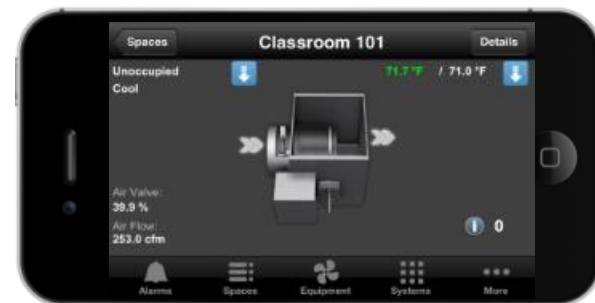 Spaces
Classroom 101
Details
Unoccupied
Cool
71.7 °F / 71.0 °F
Air Valve:
39.9 %
Air Flow:
253.0 cfm
0
Alarms
Spaces
Equipment
Systems
More